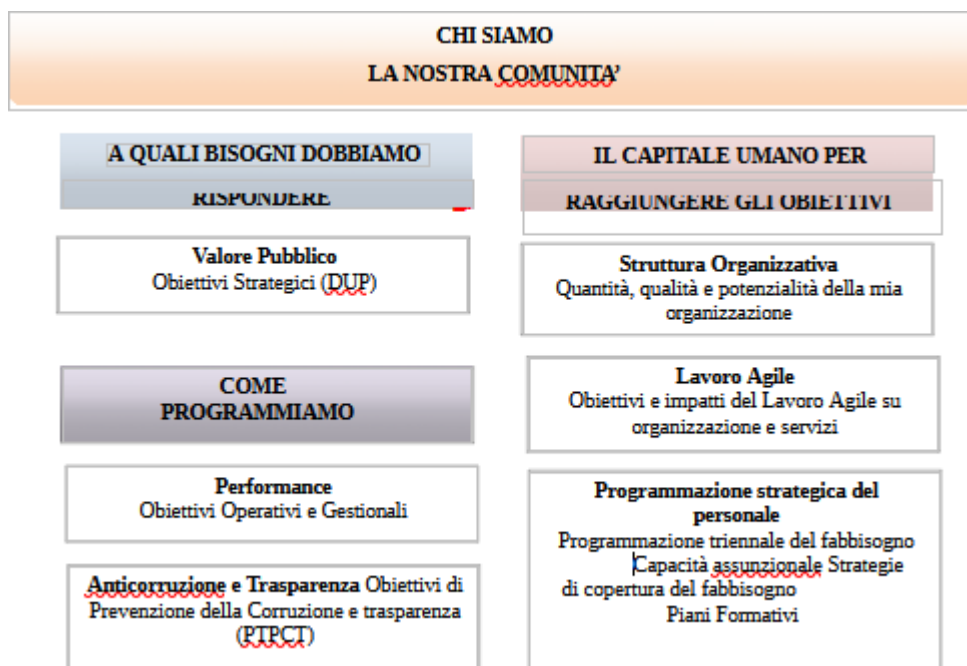 CHI SIAMO
LA NOSTRA COMUNITA’
A QUALI BISOGNI DOBBIAMO
RISPONDERE
Valore Pubblico
Obiettivi Strategici (DUP)
COME
PROGRAMMIAMO
Performance
Obiettivi Operativi e Gestionali
Anticorruzione e Trasparenza Obiettivi di
Prevenzione della Corruzione e trasparenza
(PTPCT)
IL CAPITALE UMANO PER
RAGGIUNGERE GLI OBIETTIVI
Struttura Organizzativa
Quantità, qualità e potenzialità della mia
organizzazione
Lavoro Agile
Obiettivi e impatti del Lavoro Agile su
organizzazione e servizi
Programmazione strategica del
personale
Programmazione triennale del fabbisogno
Capacità assunzionale Strategie
di copertura del fabbisogno
Piani Formativi